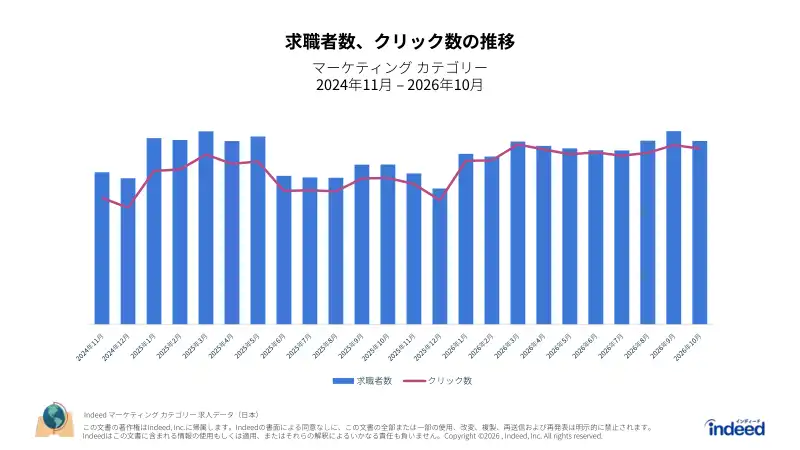 求職者数、クリック数の推移
マーケティング カテゴリー
2024年11月 – 2026年10月
2024年11月
2024年12月
2025年1月
2025年2月
2025年3月
2025年4月
2025年5月
2025年6月
2025年7月
2025年8月
2025年9月
2025年10月
2025年11月
2025年12月
2026年1月
2026年2月
2026年3月
2026年4月
2026年5月
2026年6月
2026年7月
2026年8月
2026年9月
2026年10月
求職者数 クリック数
Indeed マーケティング カテゴリー 求人データ（日本）
この文書の著作権はIndeed, Inc.に帰属します。Indeedの書面による同意なしに、この文書の全部または一部の使用、改変、複製、再送信および再発表は明示的に禁止されます。
Indeedはこの文書に含まれる情報の使用もしくは適用、またはそれらの解釈によるいかなる責任も負いません。Copyright ©2026 , Indeed, Inc. All rights reserved.
インディード
indeed